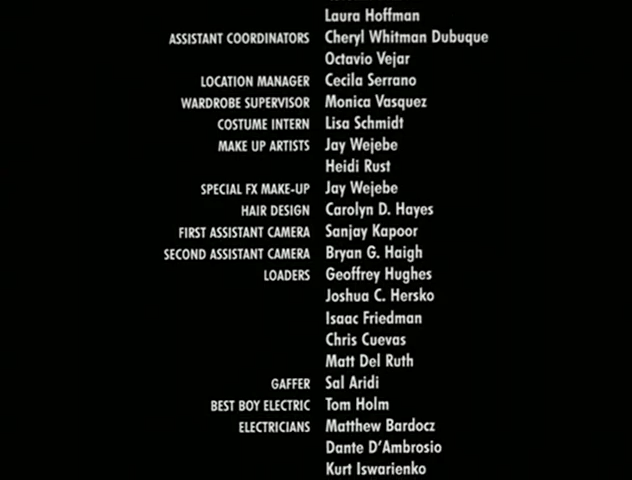 Laura Hoffman
ASSISTANT COORDINATORS Cheryl Whitman Dubuque
Octavio Vejar
LOCATION MANAGER Cecila Serrano
WARDROBE SUPERVISOR Monica Vasquez
COSTUME INTERN Lisa Schmidt
MAKE UP ARTISTS Jay Wejebe
Heidi Rust
SPECIAL FX MAKE-UP Jay Wejebe
HAIR DESIGN Carolyn D. Hayes
FIRST ASSISTANT CAMERA Sanjay Kapoor
SECOND ASSISTANT CAMERA Bryan G. Haigh
LOADERS Geoffrey Hughes
Joshua C. Hersko
Isaac Friedman
Chris Cuevas
Matt Del Ruth
GAFFER Sal Aridi
BEST BOY ELECTRIC Tom Holm
ELECTRICIANS Matthew Bardocz
Dante D'Ambrosio
Kurt Iswarienko